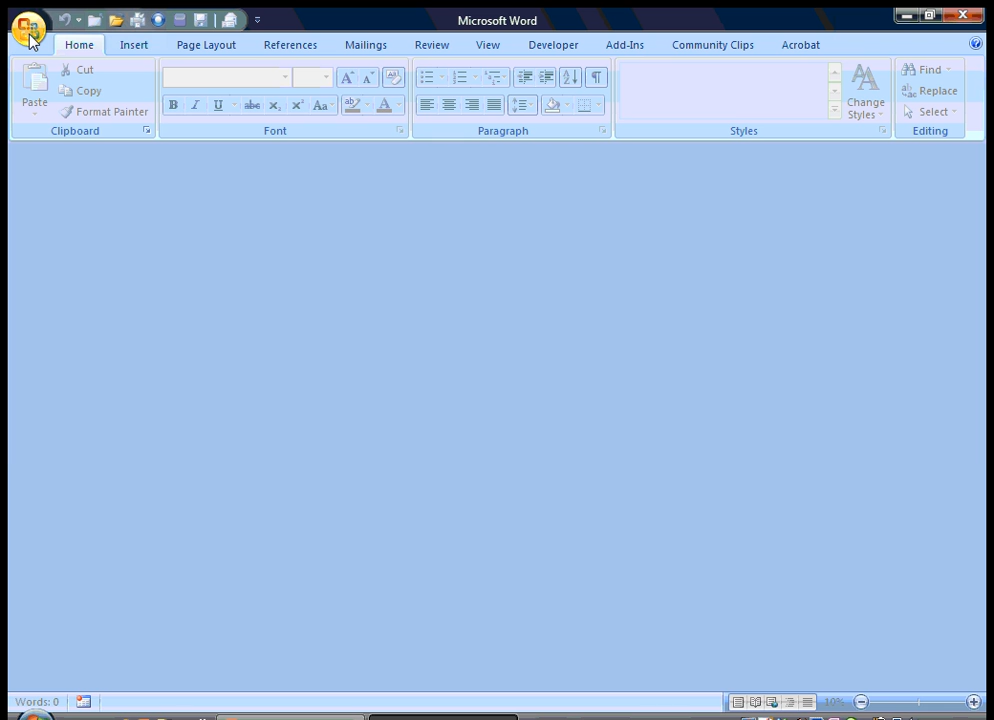 Microsoft Word
Home Insert Page Layout References Mailings Review View Developer Add-Ins Community Clips Acrobat
Cut
Copy
Format Painter
Paste
Clipboard
Font
Paragraph
Change
Styles
Styles
Find
Replace
Select
Editing
Words: 0
10%